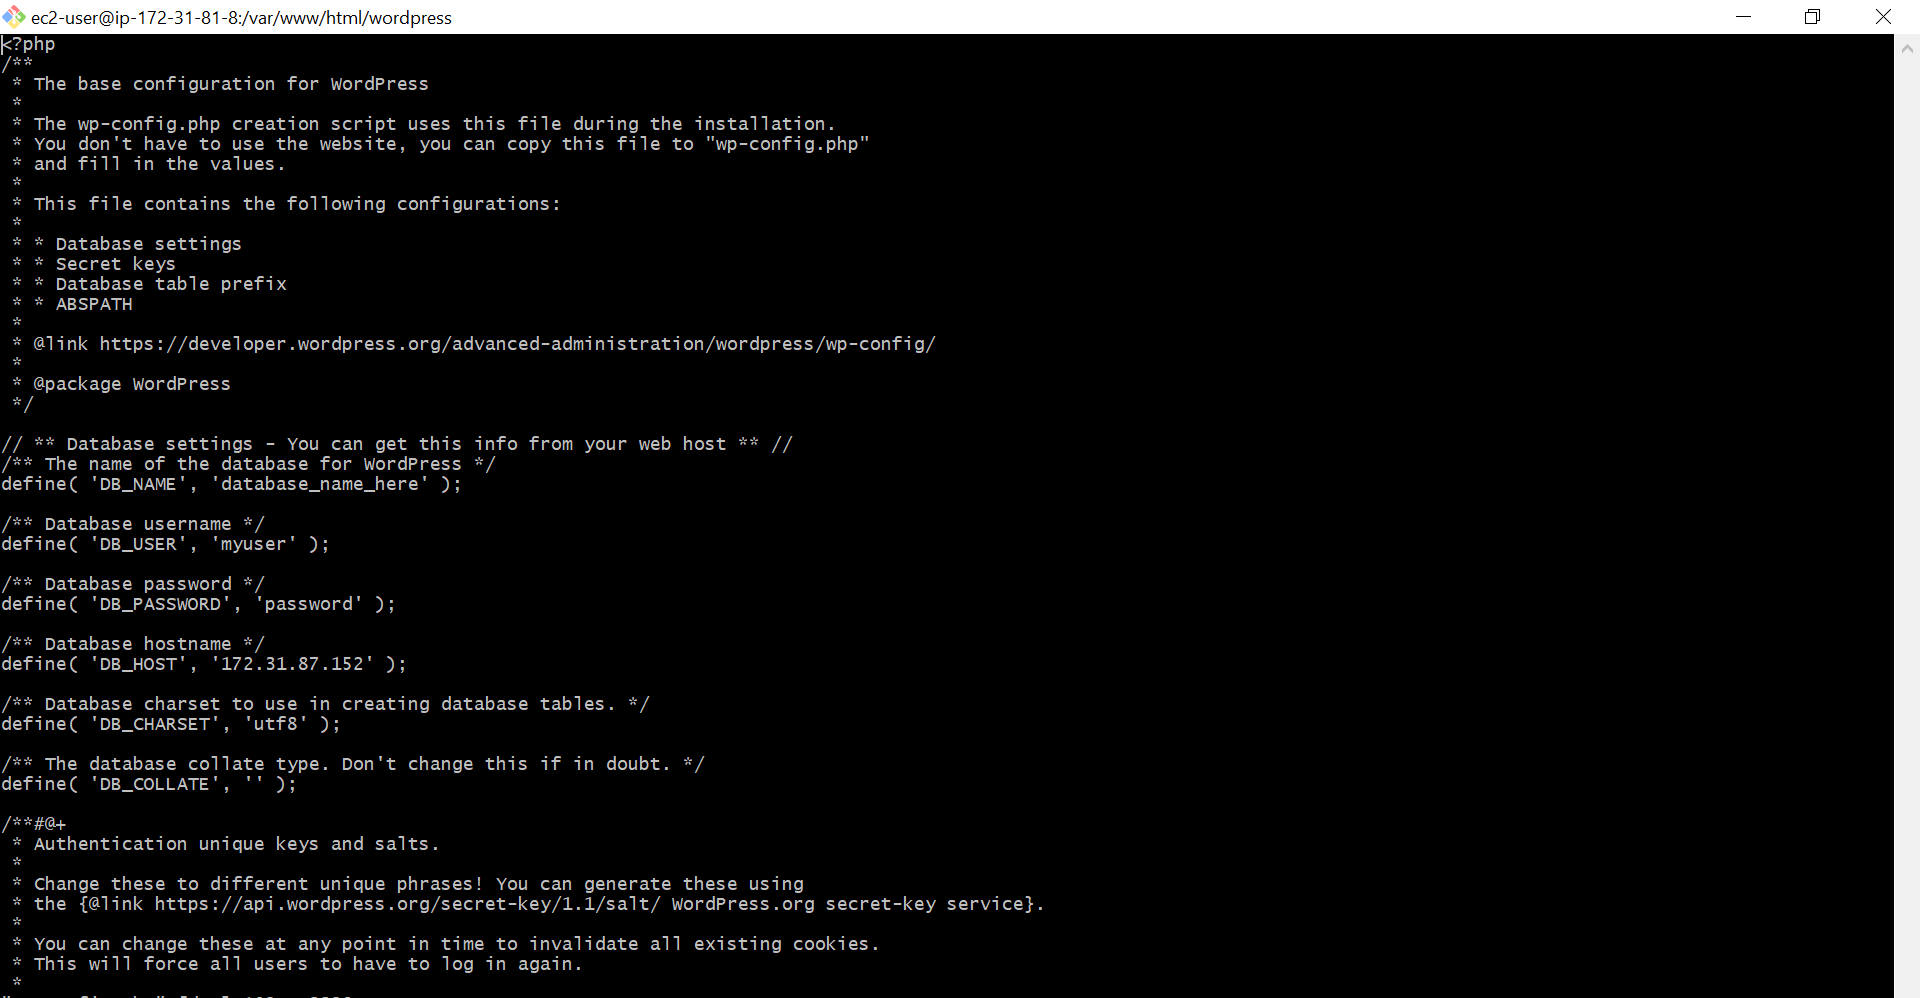 ec2-user@ip-172-31-81-8:/var/www/html/wordpress
<?php
/**
 * The base configuration for WordPress
 *
 * The wp-config.php creation script uses this file during the installation.
 * You don't have to use the website, you can copy this file to "wp-config.php"
 * and fill in the values.
 *
 * This file contains the following configurations:
 *
 * * Database settings
 * * Secret keys
 * * Database table prefix
 * * ABSPATH
 *
 * @link https://developer.wordpress.org/advanced-administration/wordpress/wp-config/
 *
 * @package WordPress
 */

// ** Database settings - You can get this info from your web host ** //
/** The name of the database for WordPress */
define( 'DB_NAME', 'database_name_here' );

/** Database username */
define( 'DB_USER', 'myuser' );

/** Database password */
define( 'DB_PASSWORD', 'password' );

/** Database hostname */
define( 'DB_HOST', '172.31.87.152' );

/** Database charset to use in creating database tables. */
define( 'DB_CHARSET', 'utf8' );

/** The database collate type. Don't change this if in doubt. */
define( 'DB_COLLATE', '' );

/**#@+
 * Authentication unique keys and salts.
 *
 * Change these to different unique phrases! You can generate these using
 * the {@link https://api.wordpress.org/secret-key/1.1/salt/ WordPress.org secret-key service}.
 *
 * You can change these at any point in time to invalidate all existing cookies.
 * This will force all users to have to log in again.
 *